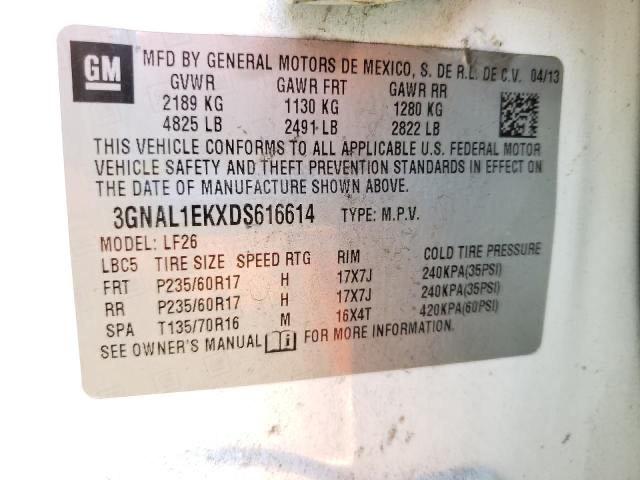 GM
MFD BY GENERAL MOTORS DE MEXICO, S. DE R.L. DE C.V. 04/13
GVWR GAWR FRT GAWR RR
2189 KG 1130 KG 1280 KG
4825 LB 2491 LB 2822 LB
THIS VEHICLE CONFORMS TO ALL APPLICABLE U.S. FEDERAL MOTOR
VEHICLE SAFETY AND THEFT PREVENTION STANDARDS IN EFFECT ON
THE DATE OF MANUFACTURE SHOWN ABOVE.
3GNAL1EKXDS616614 TYPE: M.P.V.
MODEL: LF26
LBC5 TIRE SIZE SPEED RTG RIM COLD TIRE PRESSURE
FRT P235/60R17 H 17X7J 240KPA(35PSI)
RR P235/60R17 H 17X7J 240KPA(35PSI)
SPA T135/70R16 M 16X4T 420KPA(60PSI)
SEE OWNER'S MANUAL i FOR MORE INFORMATION.